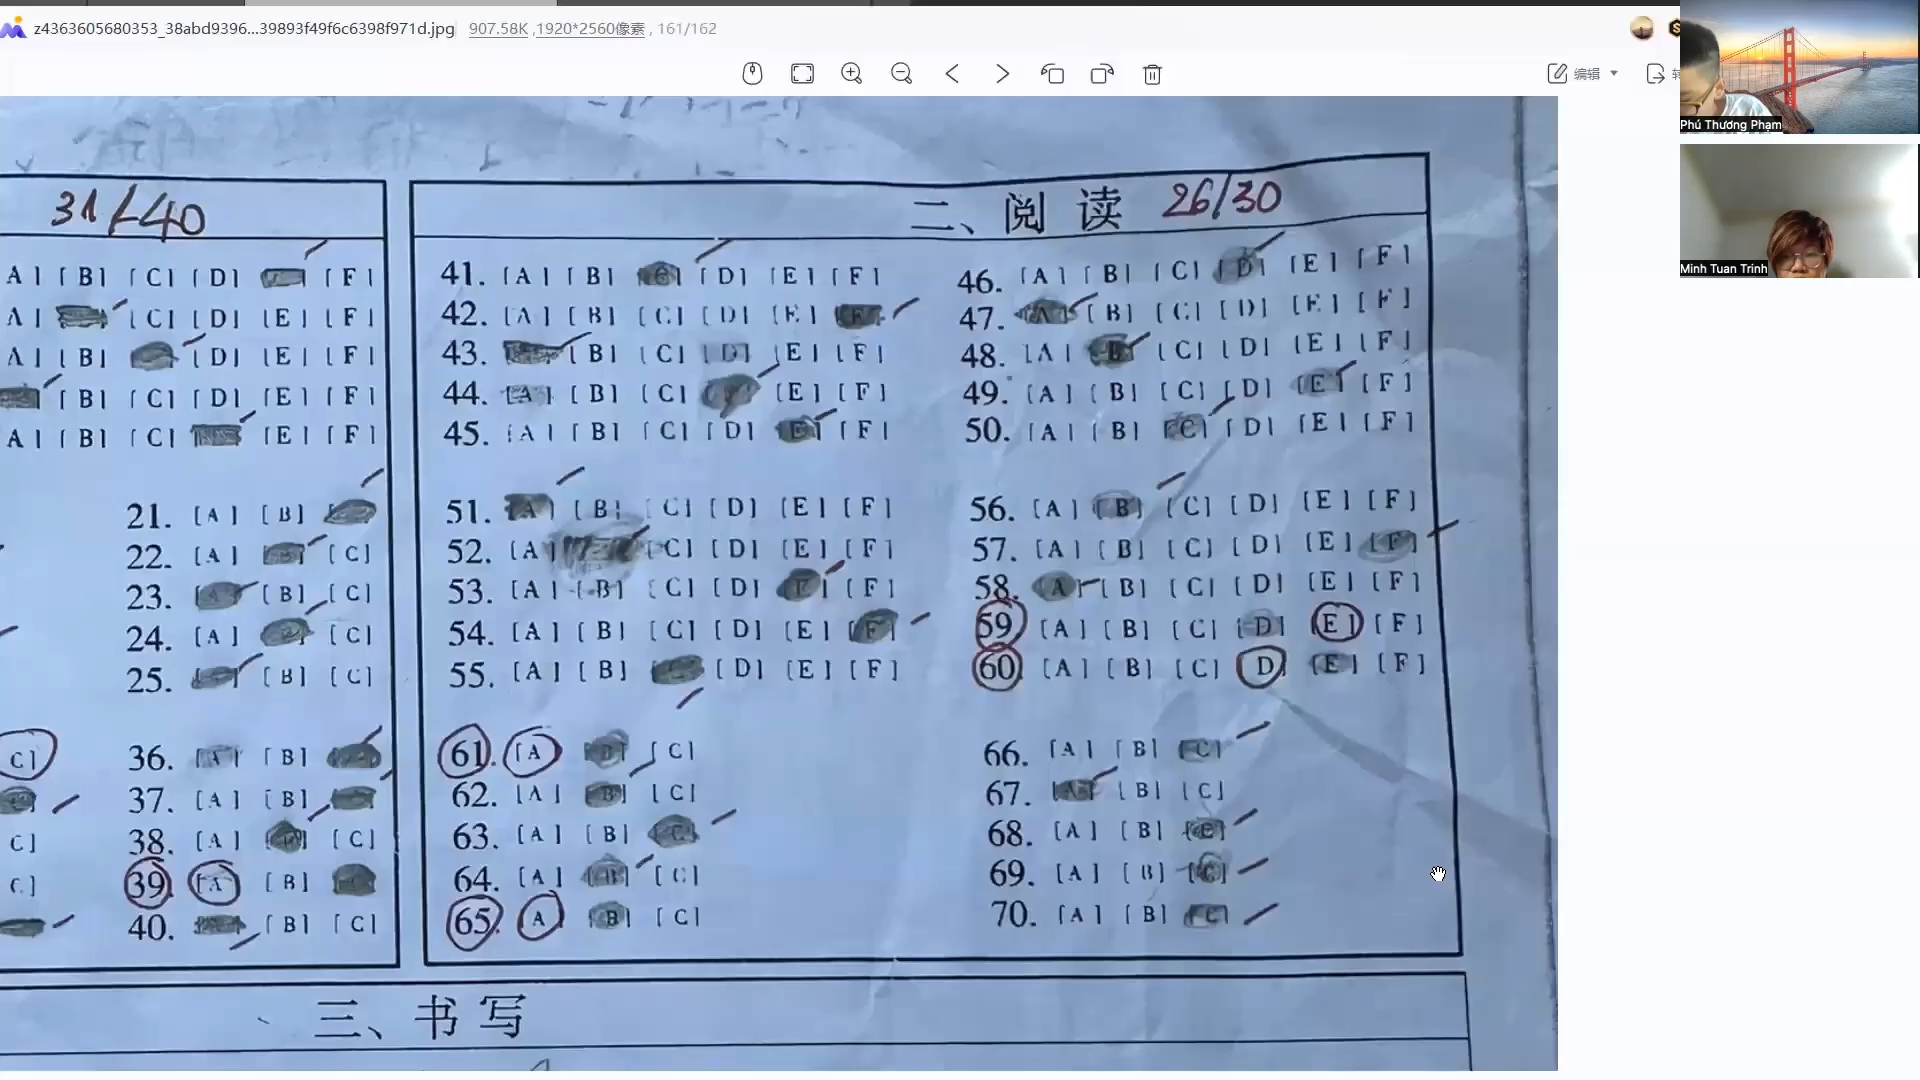 z4363605680353_38abd9396...39893f49f6c6398f971d.jpg 907.58K ,1920*2560像素 , 161/162
编辑
Phú Thương Phạm
Minh Tuan Trinh
31/40
A] [B] [C] [D] [F]
A] [C] [D] [E] [F]
A] [B] [D] [E] [F]
[B] [C] [D] [E] [F]
A] [B] [C] [E] [F]
21. [A] [B]
22. [A] [B] [C]
23. [A] [B] [C]
24. [A] [B] [C]
25. [B] [C]
C] 36. [A] [B]
37. [A] [B]
C] 38. [A] [B] [C]
C] 39. [A] [B]
40. [B] [C]
二、阅读 26/30
41. [A] [B] [C] [D] [E] [F]
42. [A] [B] [C] [D] [E] [F]
43. [B] [C] [D] [E] [F]
44. [A] [B] [C] [E] [F]
45. [A] [B] [C] [D] [E] [F]
46. [A] [B] [C] [D] [E] [F]
47. [A] [B] [C] [D] [E] [F]
48. [A] [B] [C] [D] [E] [F]
49. [A] [B] [C] [D] [E] [F]
50. [A] [B] [C] [D] [E] [F]
51. [A] [B] [C] [D] [E] [F]
52. [A] [C] [D] [E] [F]
53. [A] [B] [C] [D] [E] [F]
54. [A] [B] [C] [D] [E] [F]
55. [A] [B] [D] [E] [F]
56. [A] [B] [C] [D] [E] [F]
57. [A] [B] [C] [D] [E] [F]
58. [A] [B] [C] [D] [E] [F]
59 [A] [B] [C] [D] [E] [F]
60 [A] [B] [C] [D] [E] [F]
61. [A] [B] [C]
62. [A] [B] [C]
63. [A] [B] [C]
64. [A] [B] [C]
65. [A] [B] [C]
66. [A] [B] [C]
67. [A] [B] [C]
68. [A] [B] [C]
69. [A] [B] [C]
70. [A] [B] [C]
三、书写